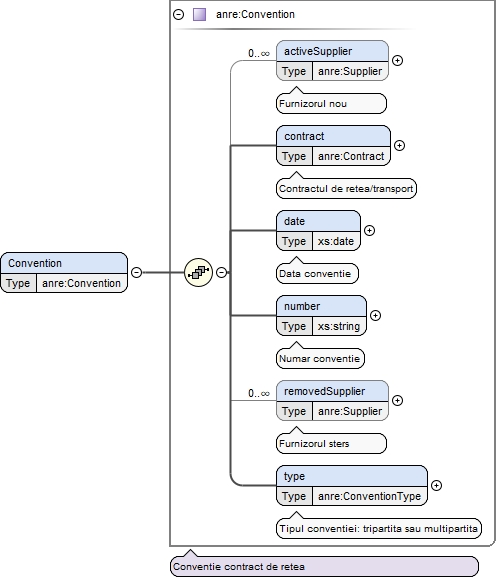 anre:Convention
0..∞
activeSupplier
Type anre:Supplier
Furnizorul nou
contract
Type anre:Contract
Contractul de retea/transport
date
Type xs:date
Data conventie
Convention
Type anre:Convention
number
Type xs:string
Numar conventie
0..∞
removedSupplier
Type anre:Supplier
Furnizorul sters
type
Type anre:ConventionType
Tipul conventiei: tripartita sau multipartita
Conventie contract de retea